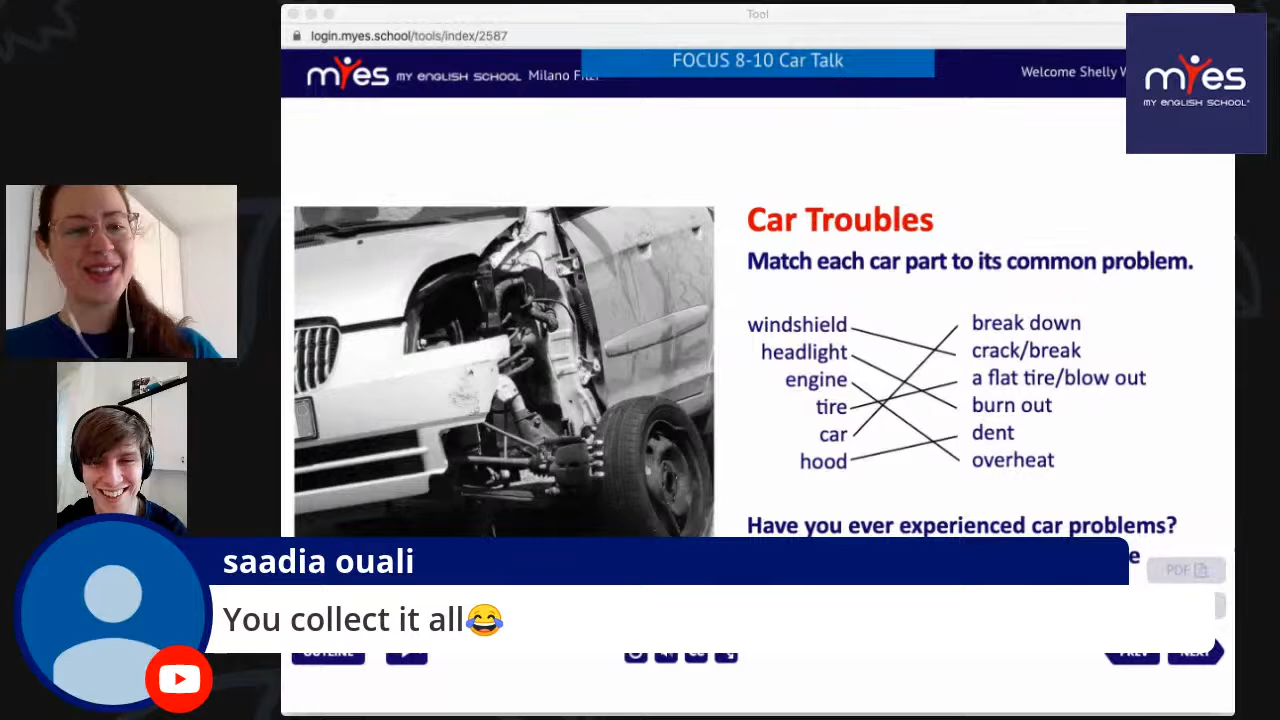 Tool
login.myes.school/tools/index/2587
FOCUS 8-10 Car Talk
myes MY ENGLISH SCHOOL Milano
Welcome Shelly
myes
MY ENGLISH SCHOOL
Car Troubles
Match each car part to its common problem.
windshield break down
headlight crack/break
engine a flat tire/blow out
tire burn out
car dent
hood overheat
Have you ever experienced car problems?
PDF
saadia ouali
You collect it all😂
OUTLINE
PREV NEXT